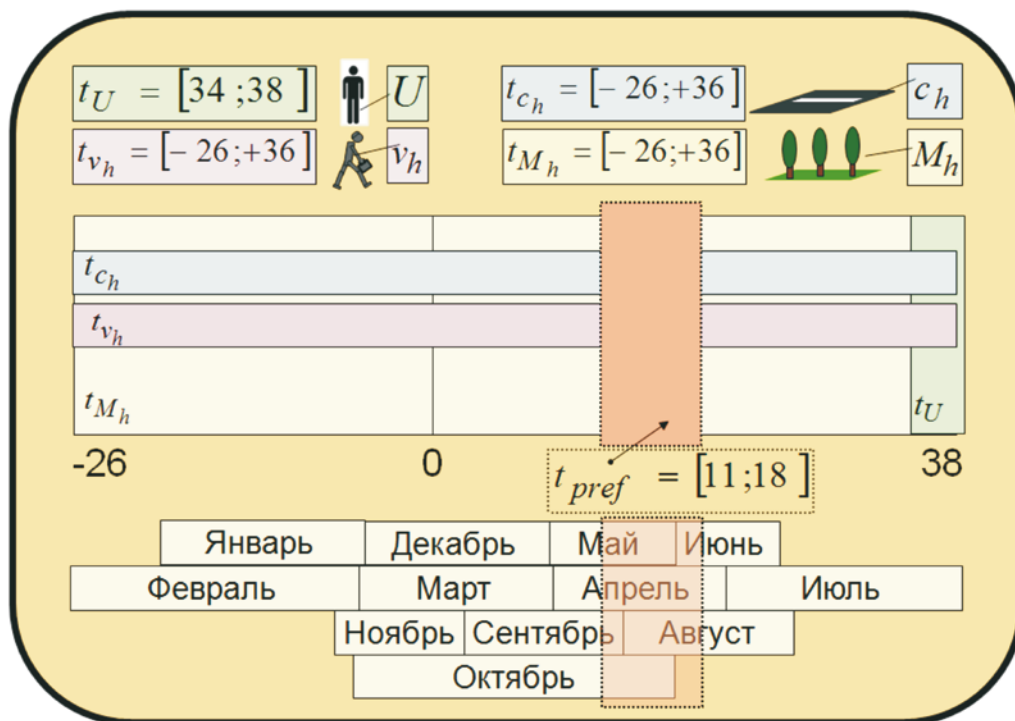 t_U = [34 ;38 ] U t_{c_h} = [- 26;+36] c_h
t_{v_h} = [- 26;+36] v_h t_{M_h} = [- 26;+36] M_h
t_{c_h}
t_{v_h}
t_{M_h} t_U
-26 0 38
t_{pref} = [11;18 ]
Январь Декабрь Май Июнь
Февраль Март Апрель Июль
Ноябрь Сентябрь Август
Октябрь